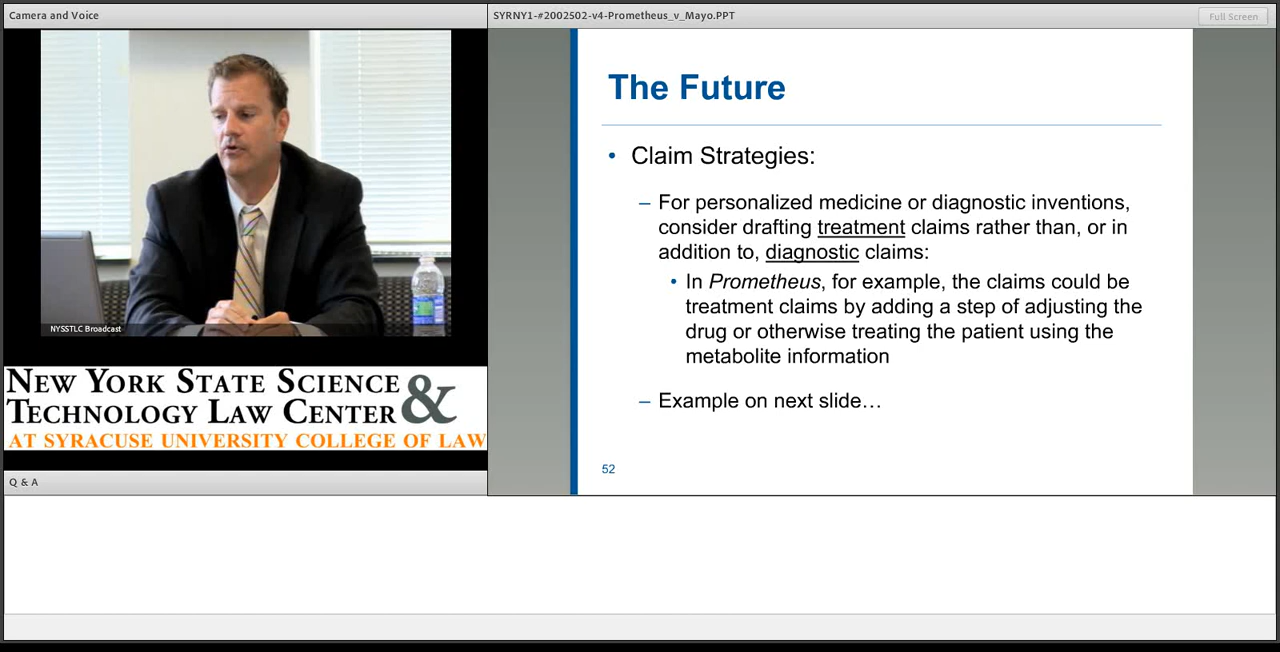 Camera and Voice
NYSSTLC Broadcast
NEW YORK STATE SCIENCE
TECHNOLOGY LAW CENTER &
AT SYRACUSE UNIVERSITY COLLEGE OF LAW
Q & A
SYRNY1-#2002502-v4-Prometheus_v_Mayo.PPT
Full Screen
The Future
• Claim Strategies:
– For personalized medicine or diagnostic inventions,
consider drafting treatment claims rather than, or in
addition to, diagnostic claims:
• In Prometheus, for example, the claims could be
treatment claims by adding a step of adjusting the
drug or otherwise treating the patient using the
metabolite information
– Example on next slide…
52